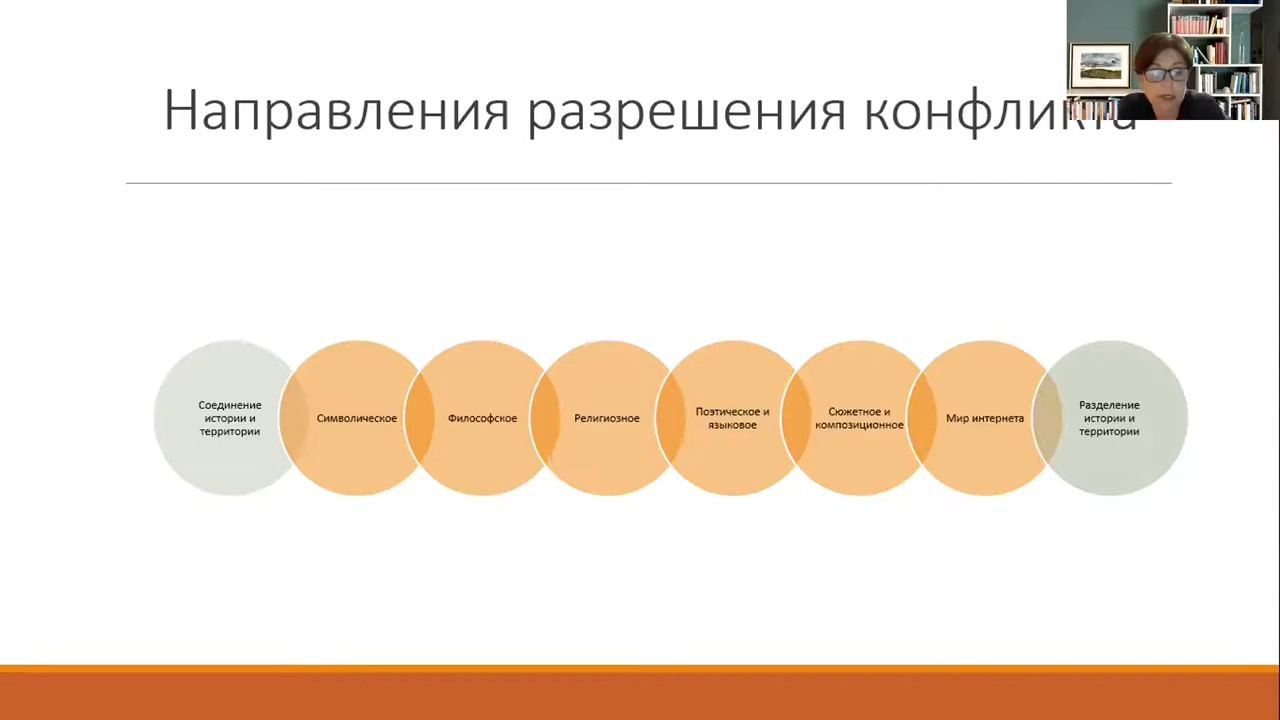 Направления разрешения конфликта
Соединение
истории и
территории
Символическое
Философское
Религиозное
Поэтическое и
языковое
Сюжетное и
композиционное
Мир интернета
Разделение
истории и
территории